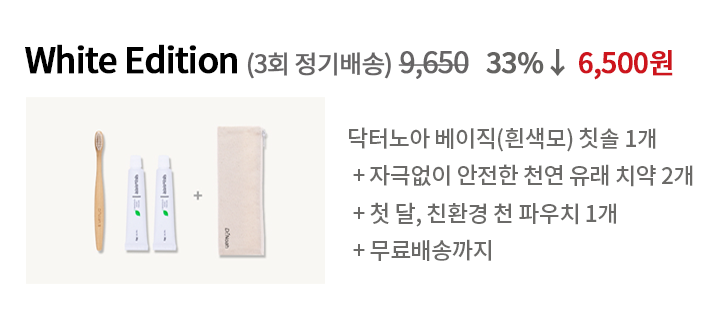 White Edition (3회 정기배송) 9,650 33%↓ 6,500원
닥터노아 베이직(흰색모) 칫솔 1개
+ 자극없이 안전한 천연 유래 치약 2개
+
+ 첫 달, 친환경 천 파우치 1개
+ 무료배송까지